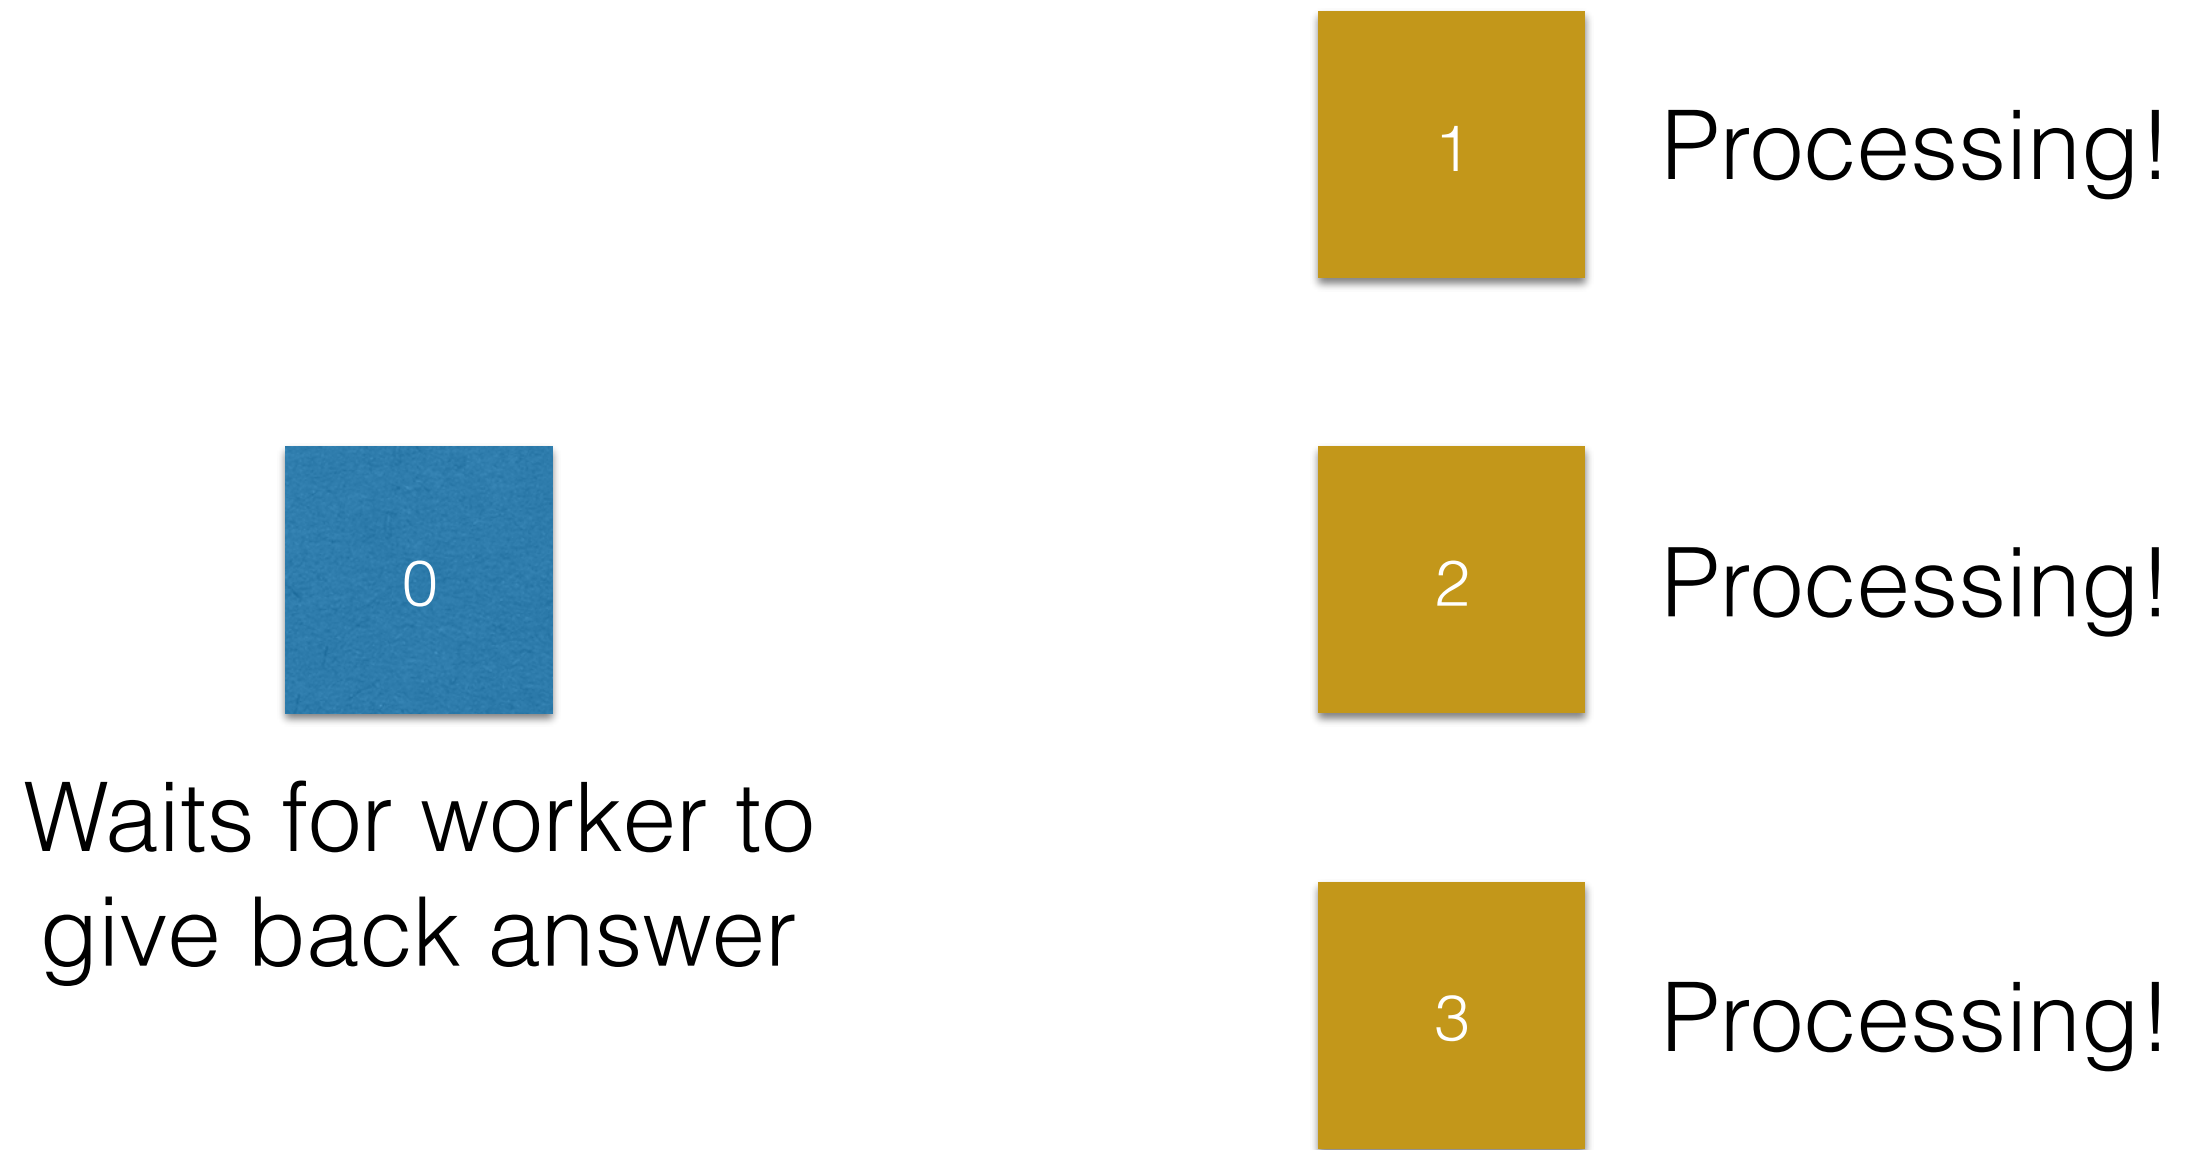 1
Processing!
0
2
Processing!
Waits for worker to
give back answer
3
Processing!